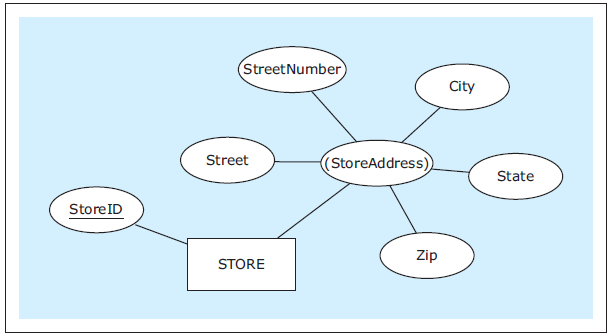 StreetNumber
City
Street
(StoreAddress)
State
StoreID
Zip
STORE